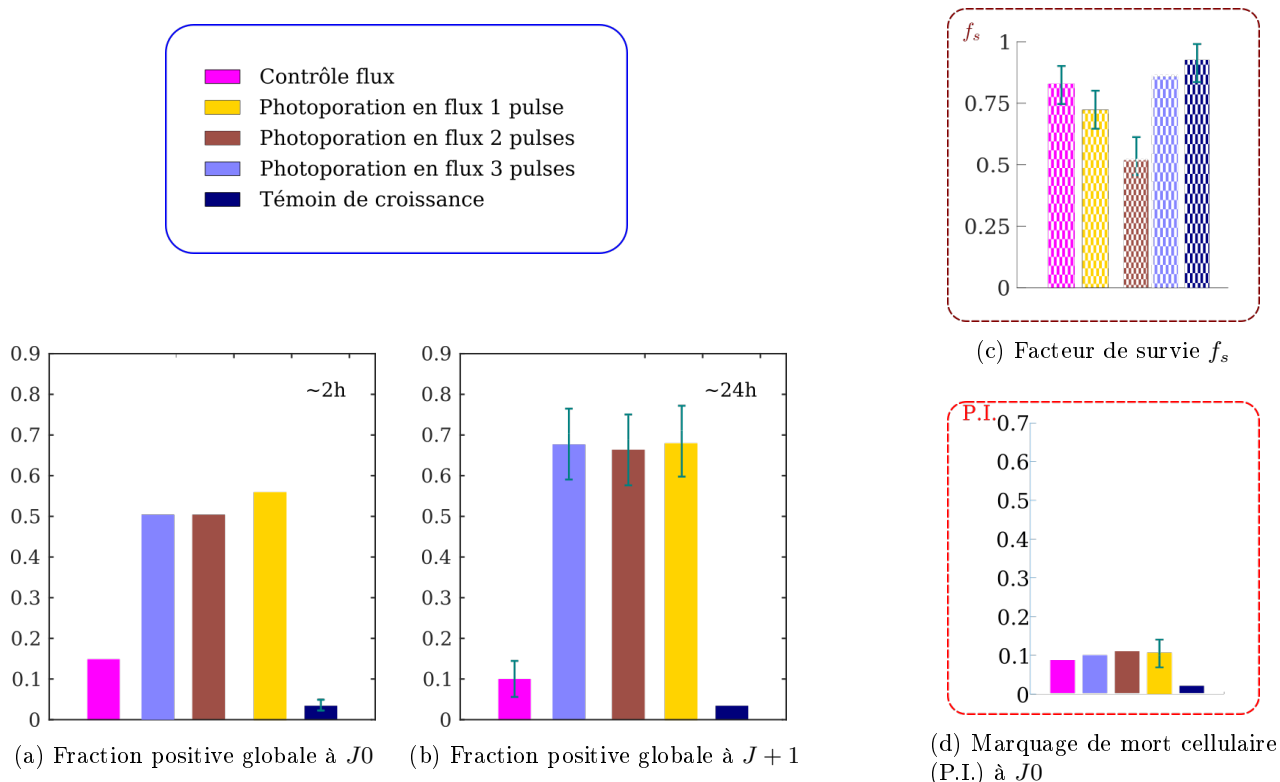 Contrôle flux
Photoporation en flux 1 pulse
Photoporation en flux 2 pulses
Photoporation en flux 3 pulses
Témoin de croissance
f_s
1
0.75
0.5
0.25
0
(c) Facteur de survie f_s
0.9
0.8
0.7
0.6
0.5
0.4
0.3
0.2
0.1
0
~2h
(a) Fraction positive globale à J0
0.9
0.8
0.7
0.6
0.5
0.4
0.3
0.2
0.1
0
~24h
(b) Fraction positive globale à J + 1
P.I.
0.7
0.6
0.5
0.4
0.3
0.2
0.1
0
(d) Marquage de mort cellulaire
(P.I.) à J0